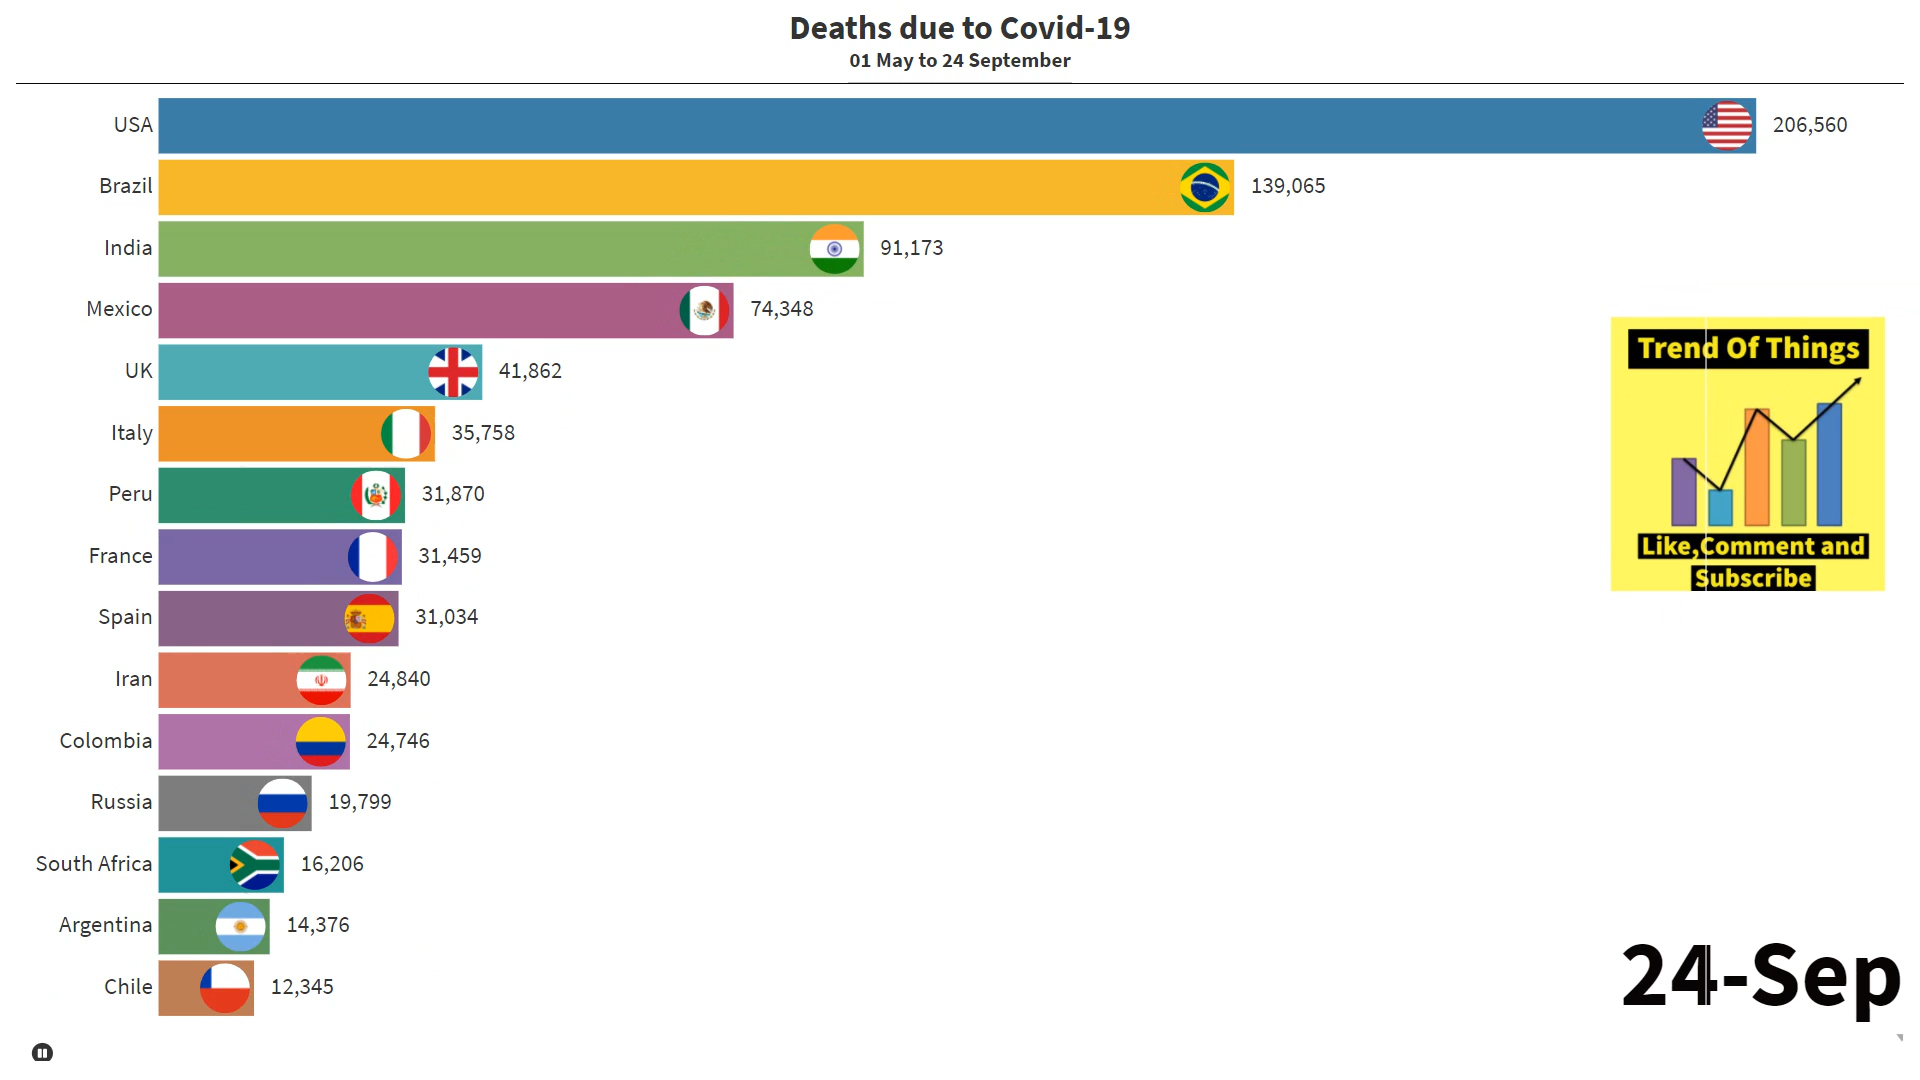 Deaths due to Covid-19
01 May to 24 September
USA 206,560
Brazil 139,065
India 91,173
Mexico 74,348
UK 41,862
Italy 35,758
Peru 31,870
France 31,459
Spain 31,034
Iran 24,840
Colombia 24,746
Russia 19,799
South Africa 16,206
Argentina 14,376
Chile 12,345
Trend Of Things
Like,Comment and
Subscribe
24-Sep